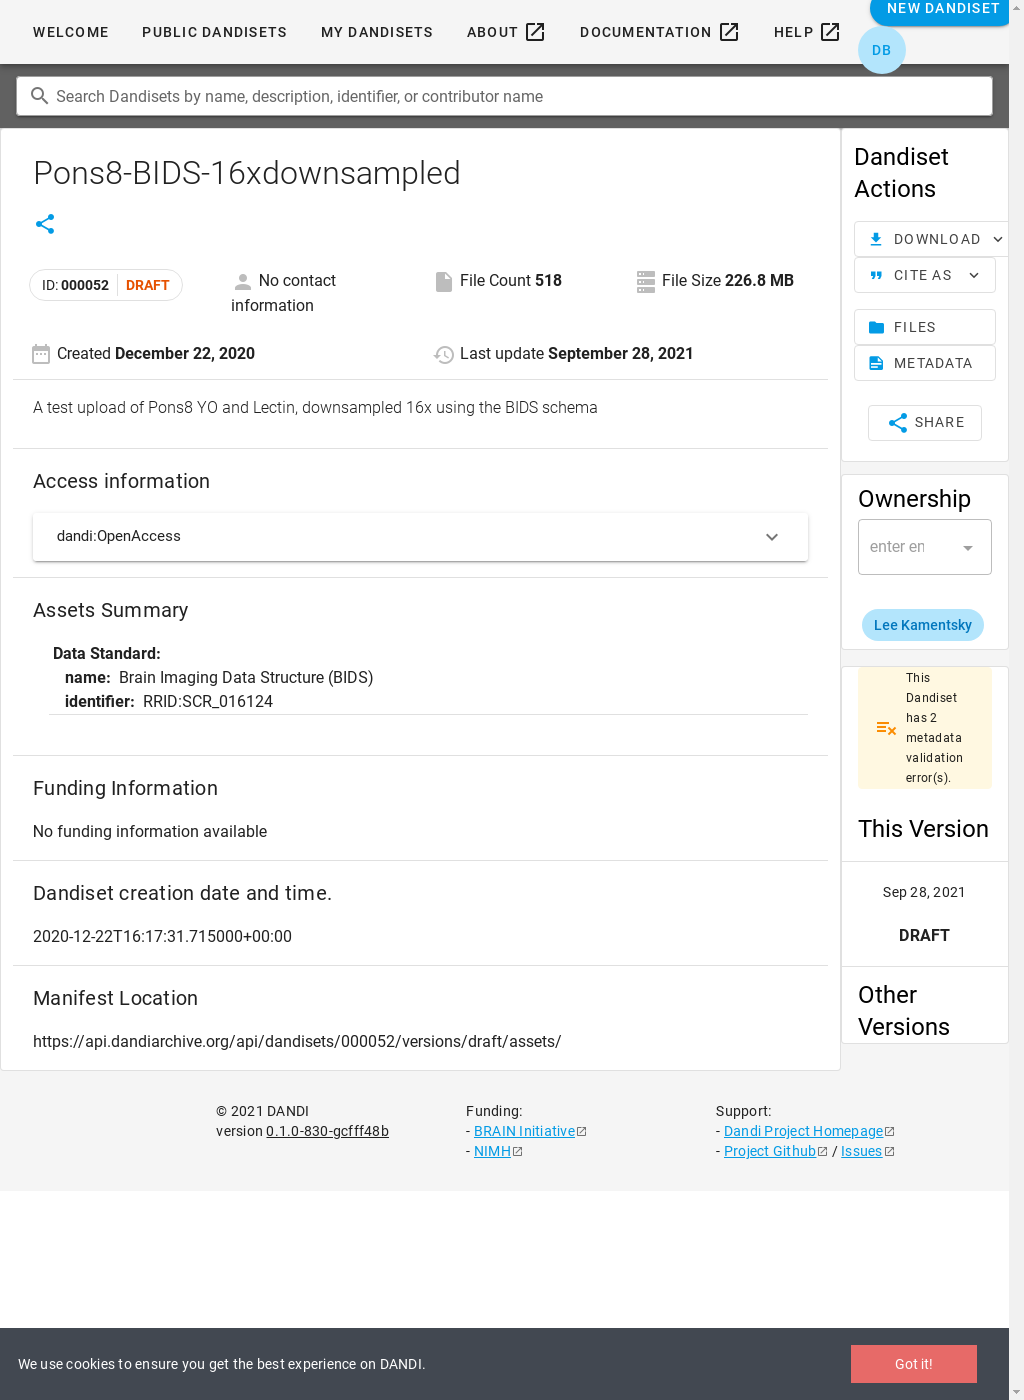 WELCOME
PUBLIC DANDISETS
MY DANDISETS
ABOUT
DOCUMENTATION
HELP
NEW DANDISET
DB
Search Dandisets by name, description, identifier, or contributor name
Pons8-BIDS-16xdownsampled
ID: 000052 DRAFT
No contact
information
File Count 518
File Size 226.8 MB
Created December 22, 2020
Last update September 28, 2021
A test upload of Pons8 YO and Lectin, downsampled 16x using the BIDS schema
Access information
dandi:OpenAccess
Assets Summary
Data Standard:
name: Brain Imaging Data Structure (BIDS)
identifier: RRID:SCR_016124
Funding Information
No funding information available
Dandiset creation date and time.
2020-12-22T16:17:31.715000+00:00
Manifest Location
https://api.dandiarchive.org/api/dandisets/000052/versions/draft/assets/
Dandiset
Actions
DOWNLOAD
CITE AS
FILES
METADATA
SHARE
Ownership
enter en
Lee Kamentsky
This
Dandiset
has 2
metadata
validation
error(s).
This Version
Sep 28, 2021
DRAFT
Other
Versions
© 2021 DANDI
version 0.1.0-830-gcfff48b
Funding:
- BRAIN Initiative
- NIMH
Support:
- Dandi Project Homepage
- Project Github / Issues
We use cookies to ensure you get the best experience on DANDI.
Got it!